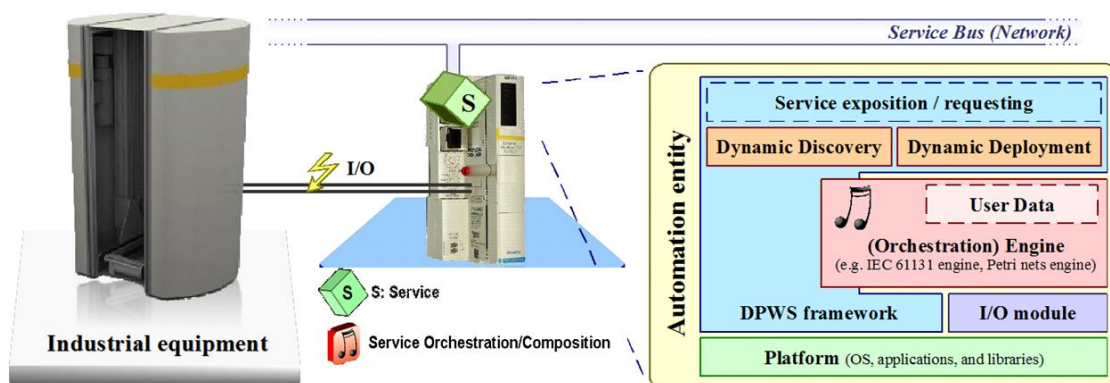 Service Bus (Network)
S
I/O
Industrial equipment
S
S: Service
Service Orchestration/Composition
Automation entity
Service exposition / requesting
Dynamic Discovery
Dynamic Deployment
User Data
(Orchestration) Engine
(e.g. IEC 61131 engine, Petri nets engine)
DPWS framework
I/O module
Platform (OS, applications, and libraries)